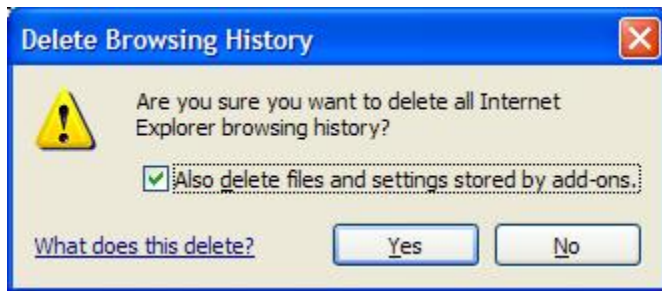 Delete Browsing History
Are you sure you want to delete all Internet
Explorer browsing history?
Also delete files and settings stored by add-ons.
What does this delete?
Yes
No